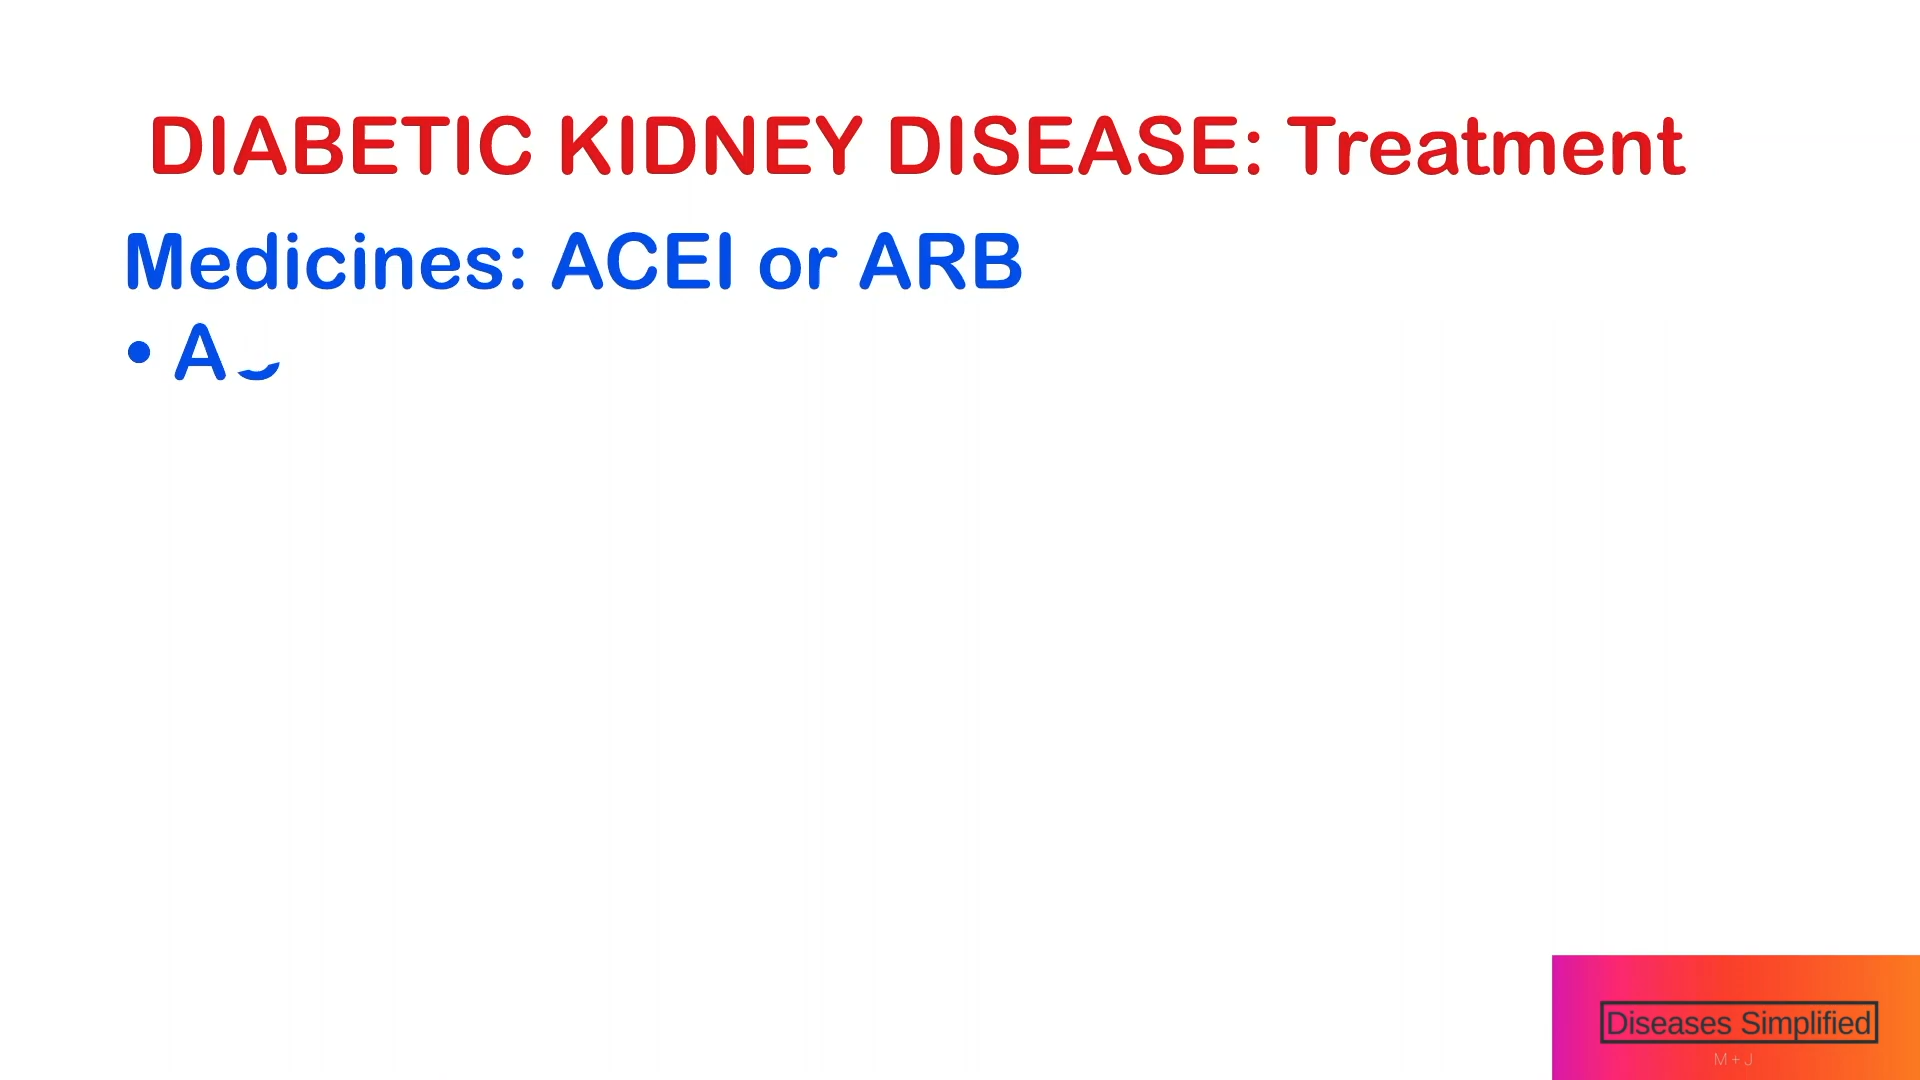 DIABETIC KIDNEY DISEASE: Treatment
Medicines: ACEI or ARB
• A
Diseases Simplified
M + J